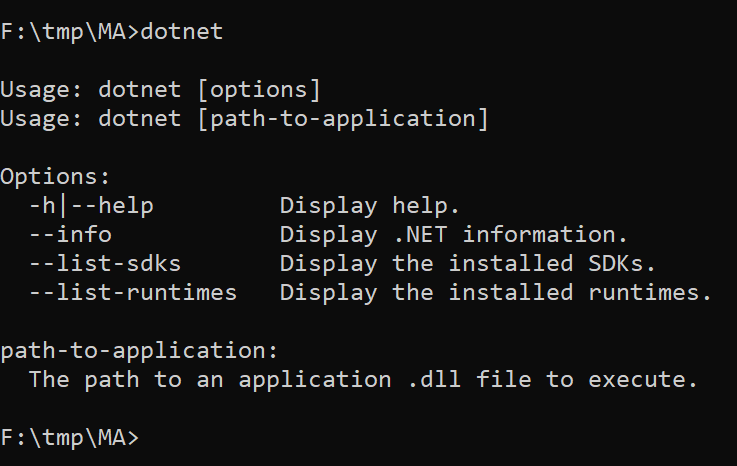 F:\tmp\MA>dotnet
Usage: dotnet [options]
Usage: dotnet [path-to-application]
Options:
-h|--help Display help.
--info Display .NET information.
--list-sdks Display the installed SDKs.
--list-runtimes Display the installed runtimes.
path-to-application:
The path to an application .dll file to execute.
F:\tmp\MA>